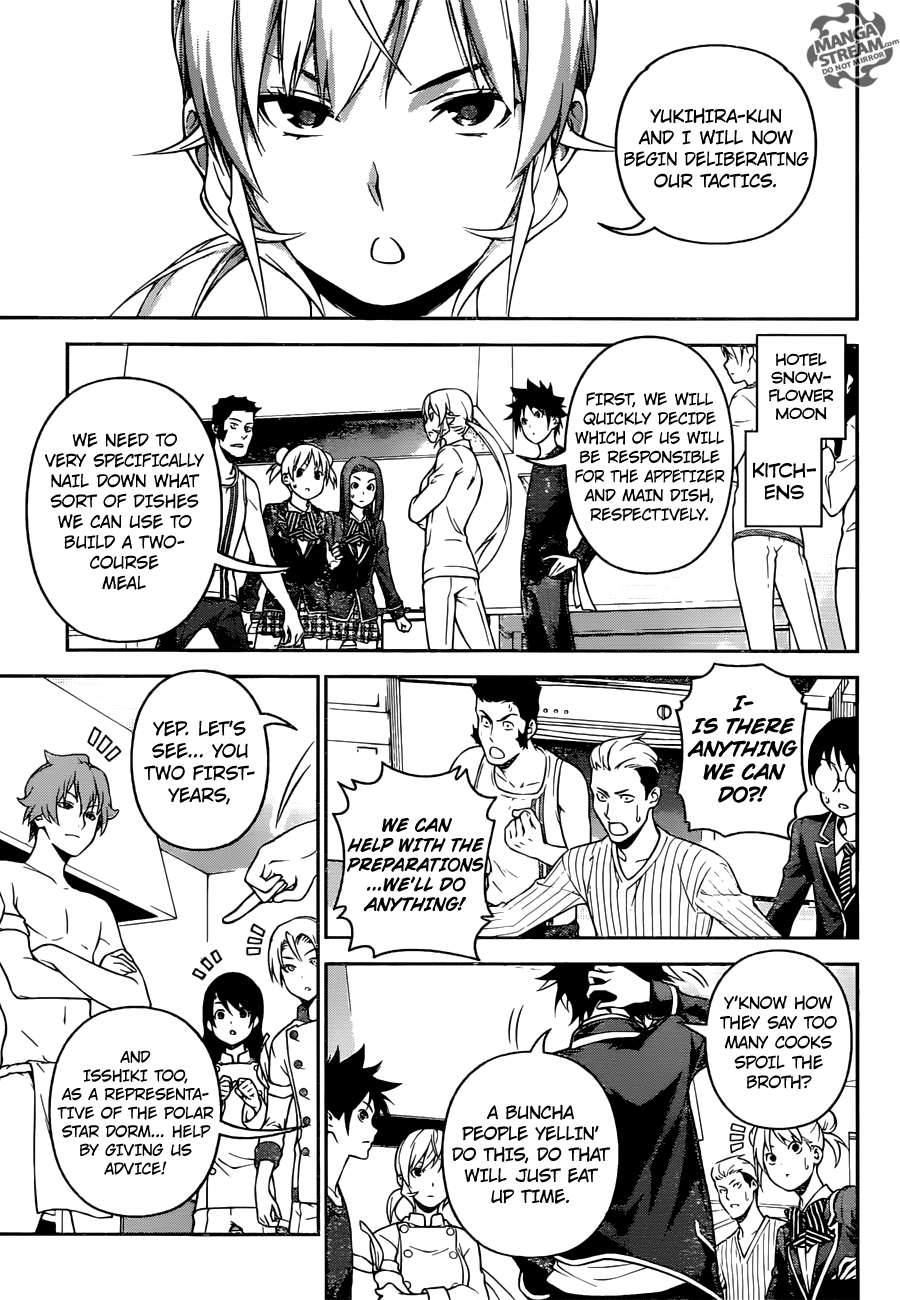 MANGA
STREAM.com
DO NOT MIRROR
YUKIHIRA-KUN
AND I WILL NOW
BEGIN DELIBERATING
OUR TACTICS.
HOTEL
SNOW-
FLOWER
MOON
KITCH-
ENS
FIRST, WE WILL
QUICKLY DECIDE
WHICH OF US WILL
BE RESPONSIBLE
FOR THE APPETIZER
AND MAIN DISH,
RESPECTIVELY.
WE NEED TO
VERY SPECIFICALLY
NAIL DOWN WHAT
SORT OF DISHES
WE CAN USE TO
BUILD A TWO-
COURSE
MEAL
I-
IS THERE
ANYTHING
WE CAN
DO?!
WE CAN
HELP WITH THE
PREPARATIONS
...WE'LL DO
ANYTHING!
Y'KNOW HOW
THEY SAY TOO
MANY COOKS
SPOIL THE
BROTH?
A BUNCHA
PEOPLE YELLIN'
DO THIS, DO THAT
WILL JUST EAT
UP TIME.
YEP. LET'S
SEE... YOU
TWO FIRST-
YEARS,
AND
ISSHIKI TOO,
AS A REPRESENTA-
TIVE OF THE POLAR
STAR DORM... HELP
BY GIVING US
ADVICE!